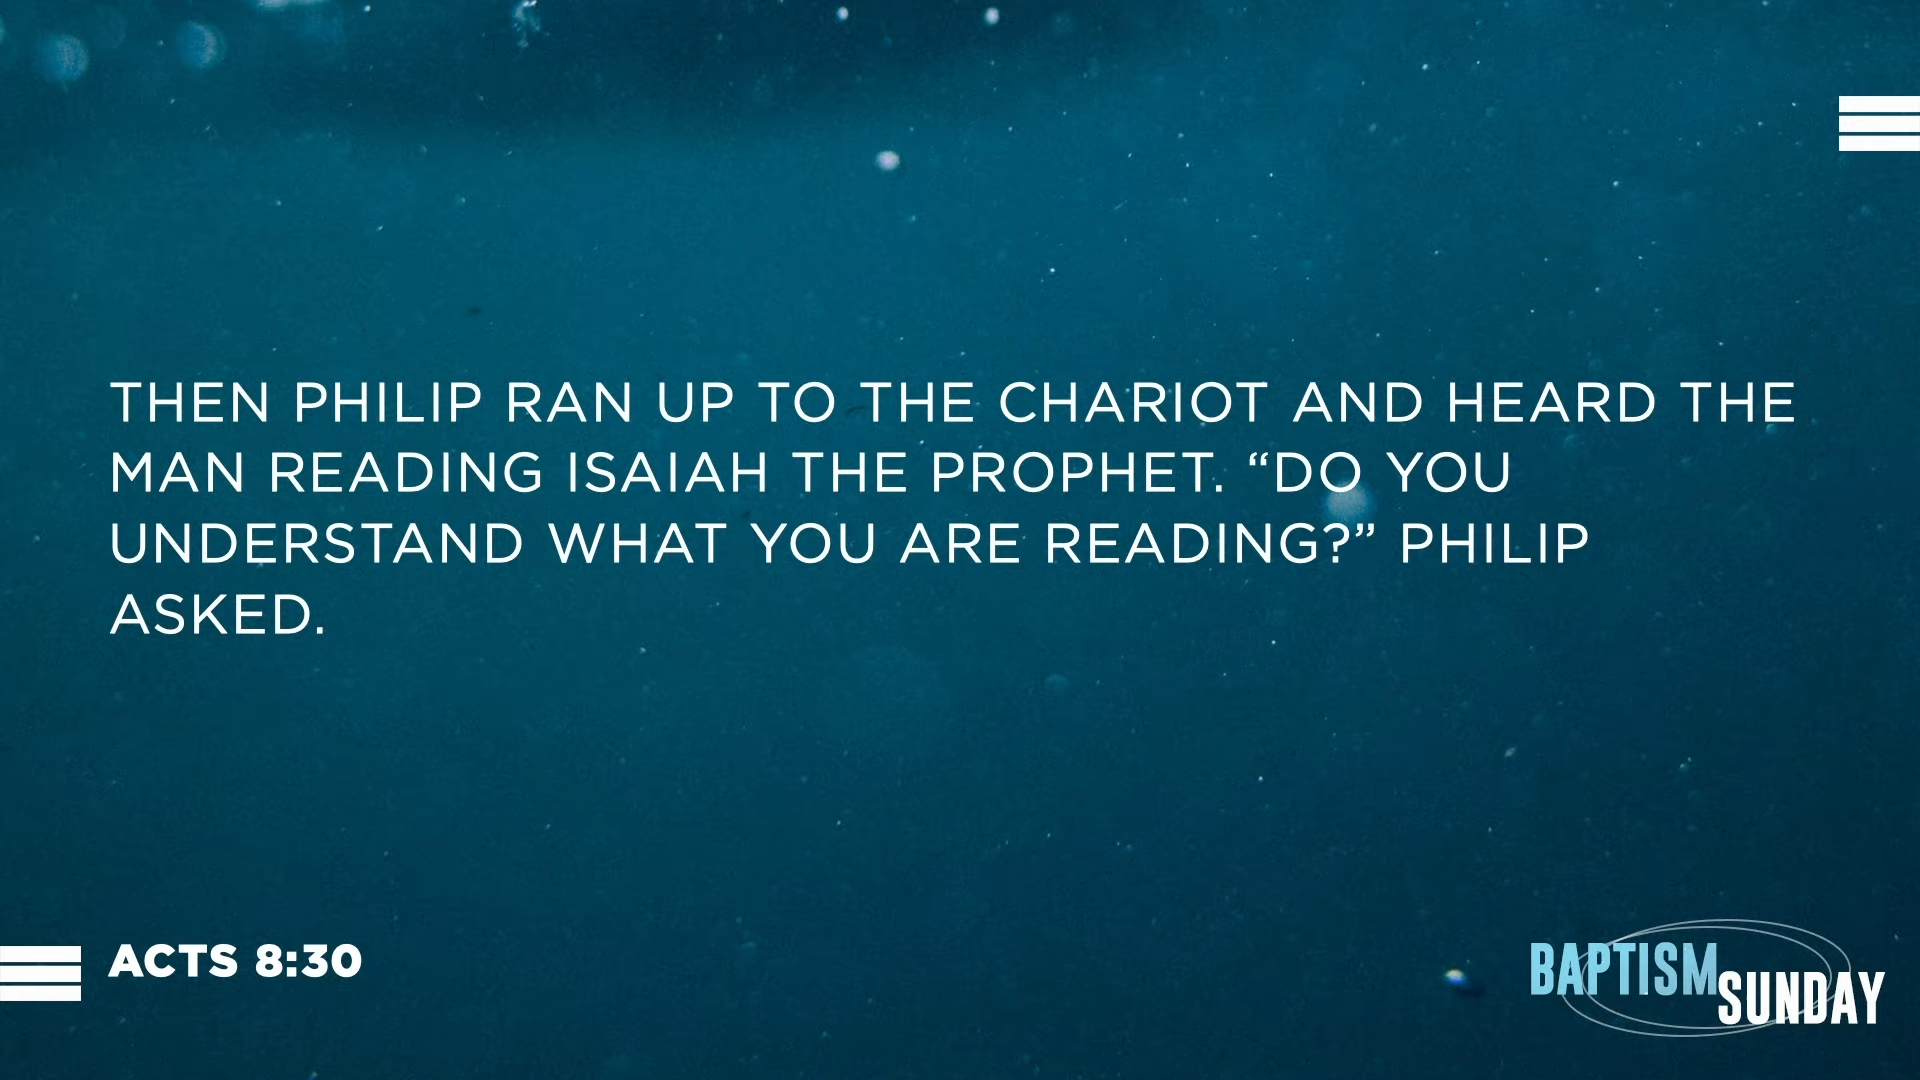 THEN PHILIP RAN UP TO THE CHARIOT AND HEARD THE
MAN READING ISAIAH THE PROPHET. “DO YOU
UNDERSTAND WHAT YOU ARE READING?” PHILIP
ASKED.
ACTS 8:30
BAPTISM
SUNDAY